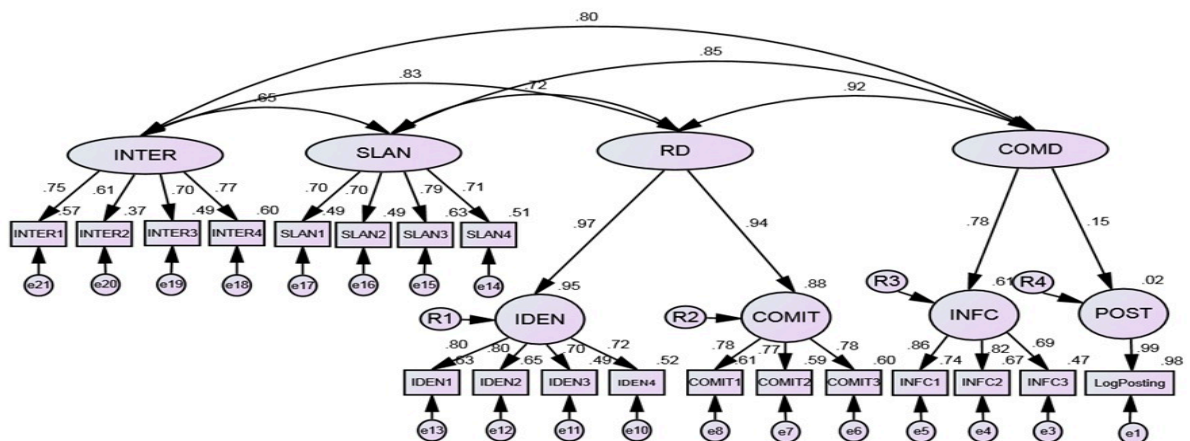 .80
.85
.83
.72
.92
.65
INTER
SLAN
RD
COMD
.75 .61 .70 .77
.70 .70 .79 .71
.57 .37 .49 .60
.49 .49 .63 .51
INTER1 INTER2 INTER3 INTER4
SLAN1 SLAN2 SLAN3 SLAN4
.97 .94
.78 .15
e21 e20 e19 e18
e17 e16 e15 e14
.95
.88
R3 .61 R4 .02
R1 IDEN
R2 COMIT
INFC
POST
.80 .80 .70 .72
.78 .77 .78
.86 .82 .69
.99
.63 .65 .49 .52
.61 .59 .60
.74 .67 .47
.98
IDEN1 IDEN2 IDEN3 IDEN4
COMIT1 COMIT2 COMIT3
INFC1 INFC2 INFC3
LogPosting
e13 e12 e11 e10
e8 e7 e6
e5 e4 e3
e1